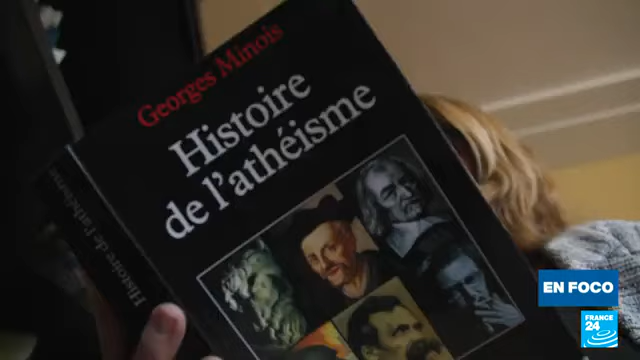 Georges Minois
Histoire
de l'athéisme
Histoire de l'athéisme
EN FOCO
FRANCE
24